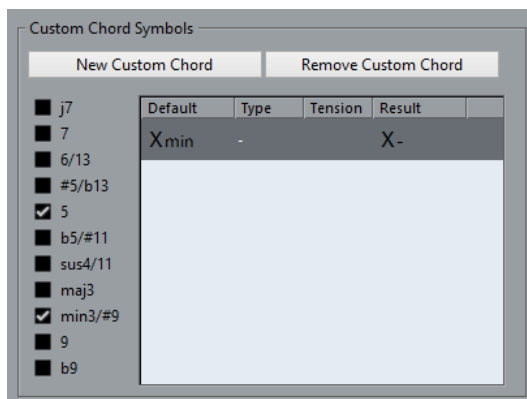 Custom Chord Symbols
New Custom Chord Remove Custom Chord
j7
7
6/13
#5/b13
5
b5/#11
sus4/11
maj3
min3/#9
9
b9
Default Type Tension Result
Xmin - X-